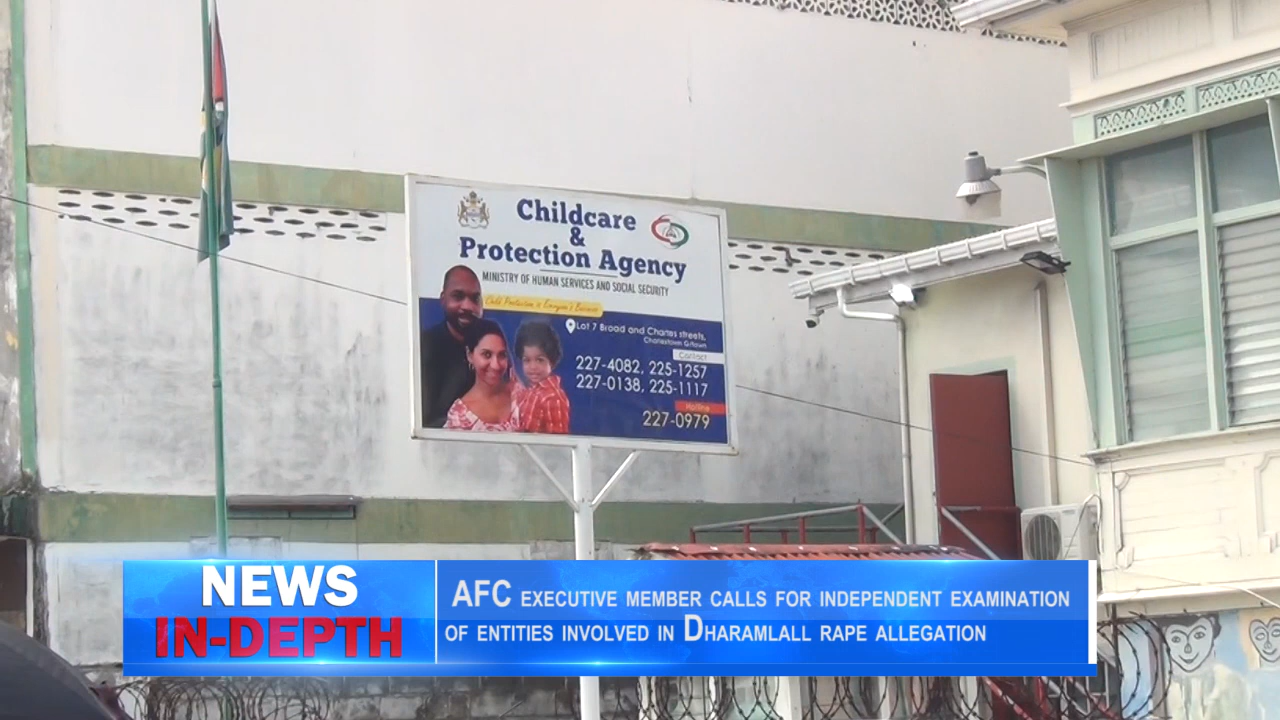 Childcare
&
Protection Agency
MINISTRY OF HUMAN SERVICES AND SOCIAL SECURITY
Child Protection is Everyone's Business
Lot 7 Broad and Charles streets,
Charlestown G/town
Contact
227-4082, 225-1257
227-0138, 225-1117
Hotline
227-0979
NEWS
IN-DEPTH
AFC EXECUTIVE MEMBER CALLS FOR INDEPENDENT EXAMINATION
OF ENTITIES INVOLVED IN DHARAMLALL RAPE ALLEGATION